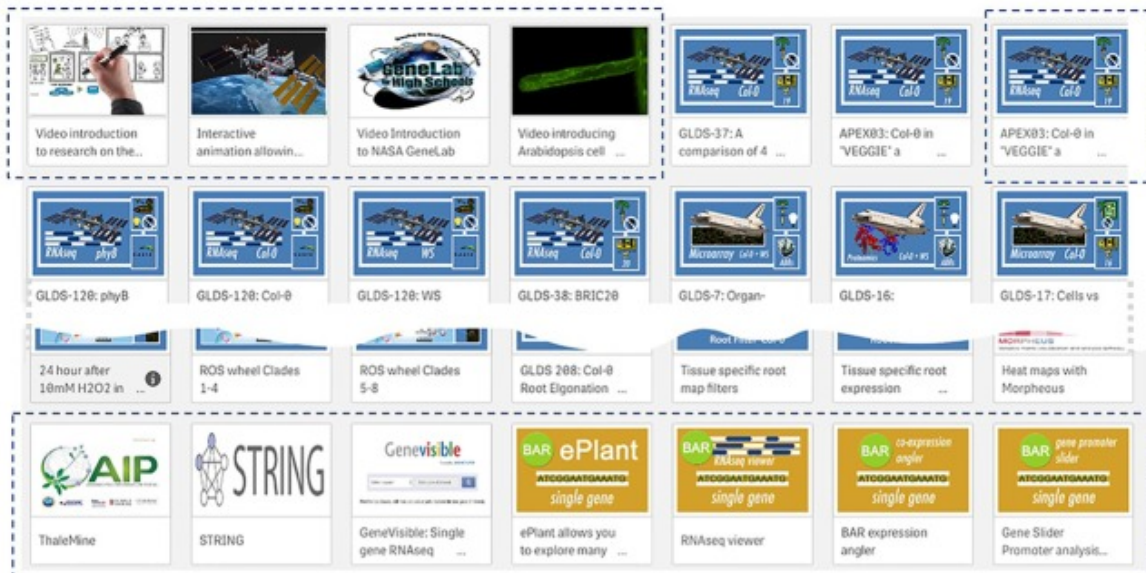 GeneLab
for High Schools
RNAseq Col-0
19
RNAseq Col-0
19
RNAseq Col-0
19
Video introduction
to research on the...
Interactive
animation allowin...
Video Introduction
to NASA GeneLab
Video introducing
Arabidopsis cell ...
GLDS-37: A
comparison of 4 ...
APEX03: Col-0 in
"VEGGIE" a ...
APEX03: Col-0 in
"VEGGIE" a
RNAseq phyB
RNAseq Col-0
RNAseq WS
RNAseq Col-0
20
Microarray Col-0 + WS
Proteomics Col-0 + WS
Microarray Col-0
16
GLDS-120: phyB
GLDS-120: Col-0
GLDS-120: WS
GLDS-38: BRIC20
GLDS-7: Organ-
GLDS-16:
GLDS-17: Cells vs
MORPHEUS
24 hour after
10mM H2O2 in ...
ROS wheel Clades
1-4
ROS wheel Clades
5-8
GLDS 208: Col-0
Root Elgonation ...
Tissue specific root
map filters
Tissue specific root
expression ...
Heat maps with
Morpheous
AIP
STRING
Genevisible
BAR ePlant
ATCGGAATGAAATG
single gene
BAR
RNAseq viewer
ATCGGAATGAAATG
single gene
BAR co-expression
angler
ATCGGAATGAAATG
single gene
BAR gene promoter
slider
ATCGGAATGAAATG
single gene
ThaleMine
STRING
GeneVisible: Single
gene RNAseq ...
ePlant allows you
to explore many ...
RNAseq viewer
BAR expression
angler
Gene Slider
Promoter analysis...